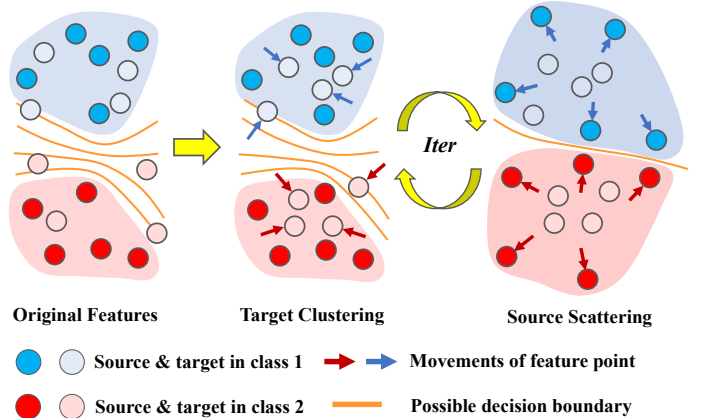 Iter
Original Features
Target Clustering
Source Scattering
Source & target in class 1
Movements of feature point
Source & target in class 2
Possible decision boundary